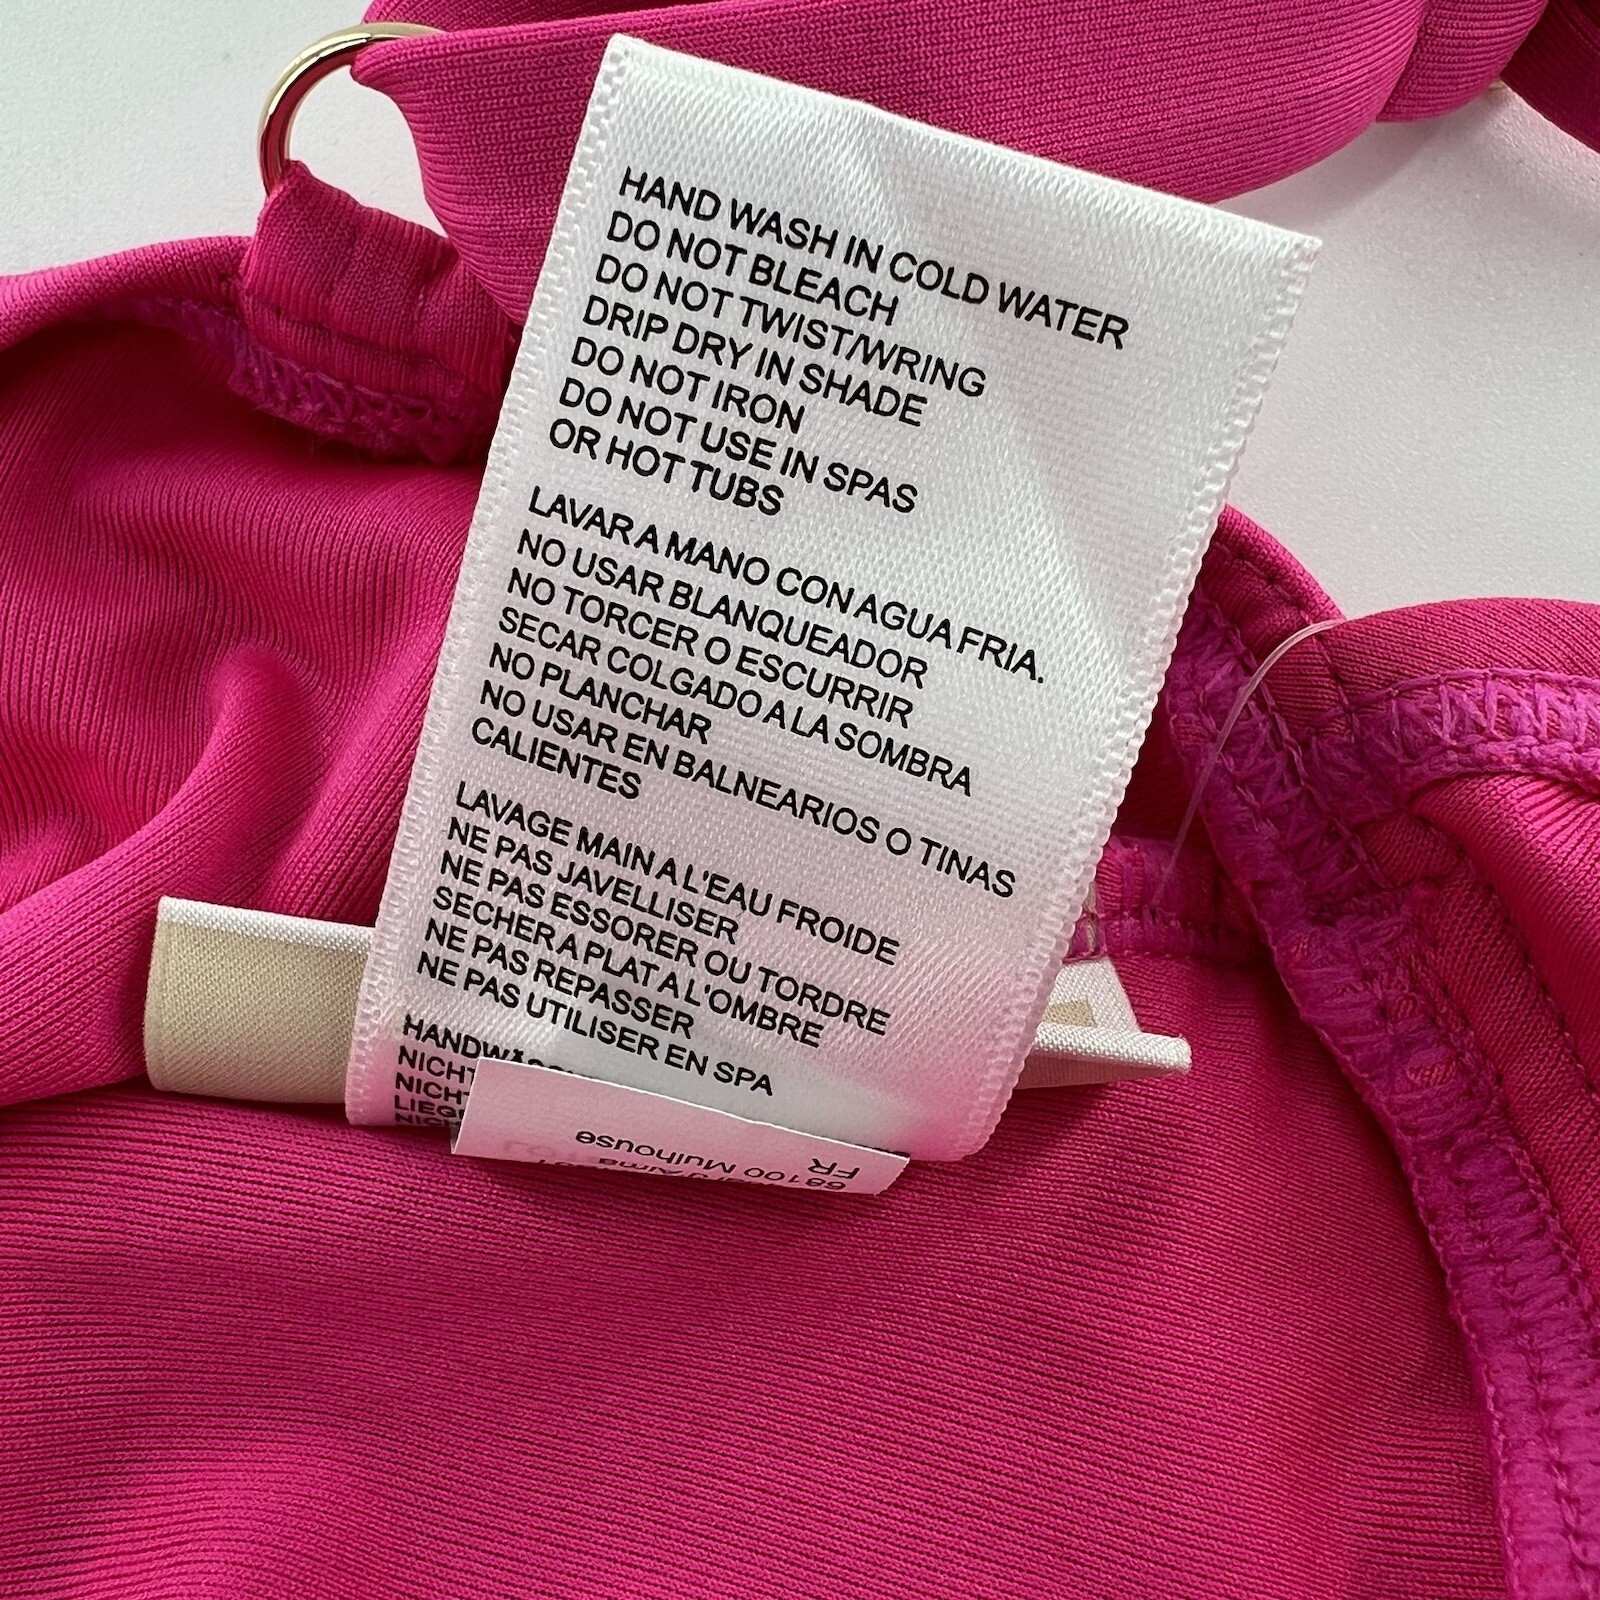 HAND WASH IN COLD WATER
DO NOT BLEACH
DO NOT TWIST/WRING
DRIP DRY IN SHADE
DO NOT IRON
DO NOT USE IN SPAS
OR HOT TUBS
LAVAR A MANO CON AGUA FRIA.
NO USAR BLANQUEADOR
NO TORCER O ESCURRIR
SECAR COLGADO A LA SOMBRA
NO PLANCHAR
NO USAR EN BALNEARIOS O TINAS
CALIENTES
LAVAGE MAIN A L'EAU FROIDE
NE PAS JAVELLISER
NE PAS ESSORER OU TORDRE
SECHER A PLAT A L'OMBRE
NE PAS REPASSER
NE PAS UTILISER EN SPA
NICHT
68100 Mulhouse
FR